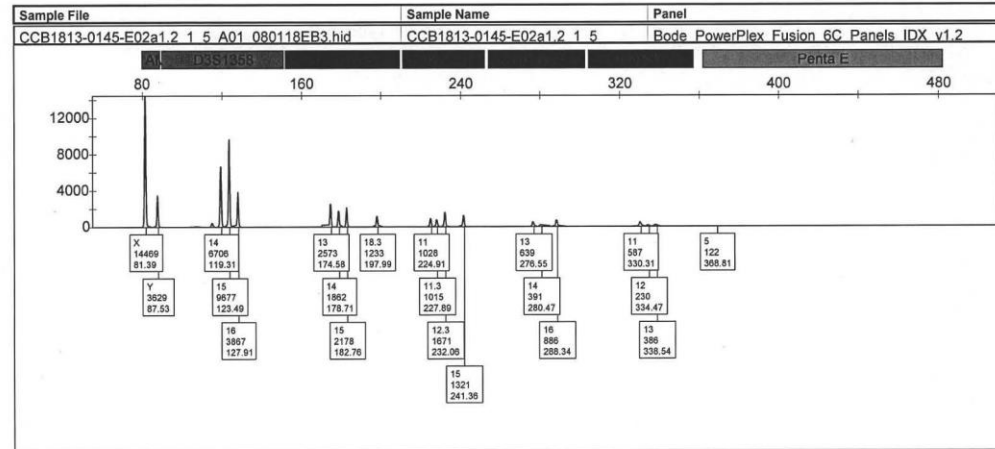 Sample File Sample Name Panel
CCB1813-0145-E02a1.2_1_5_A01_080118EB3.hid CCB1813-0145-E02a1.2_1_5 Bode_PowerPlex_Fusion_6C_Panels_IDX_v1.2
D3S1358 Penta E
80 160 240 320 400 480
12000
8000
4000
0
X 14 13 18.3 11 13 11 5
14469 6706 2573 1233 1028 639 587 122
81.39 119.31 174.58 197.99 224.91 276.55 330.31 368.81
Y 15 14 11.3 14 12
3629 9677 1862 1015 391 230
87.53 123.49 178.71 227.89 280.47 334.47
16 15 12.3 16 13
3867 2178 1671 886 386
127.91 182.76 232.06 288.34 338.54
15
1321
241.36